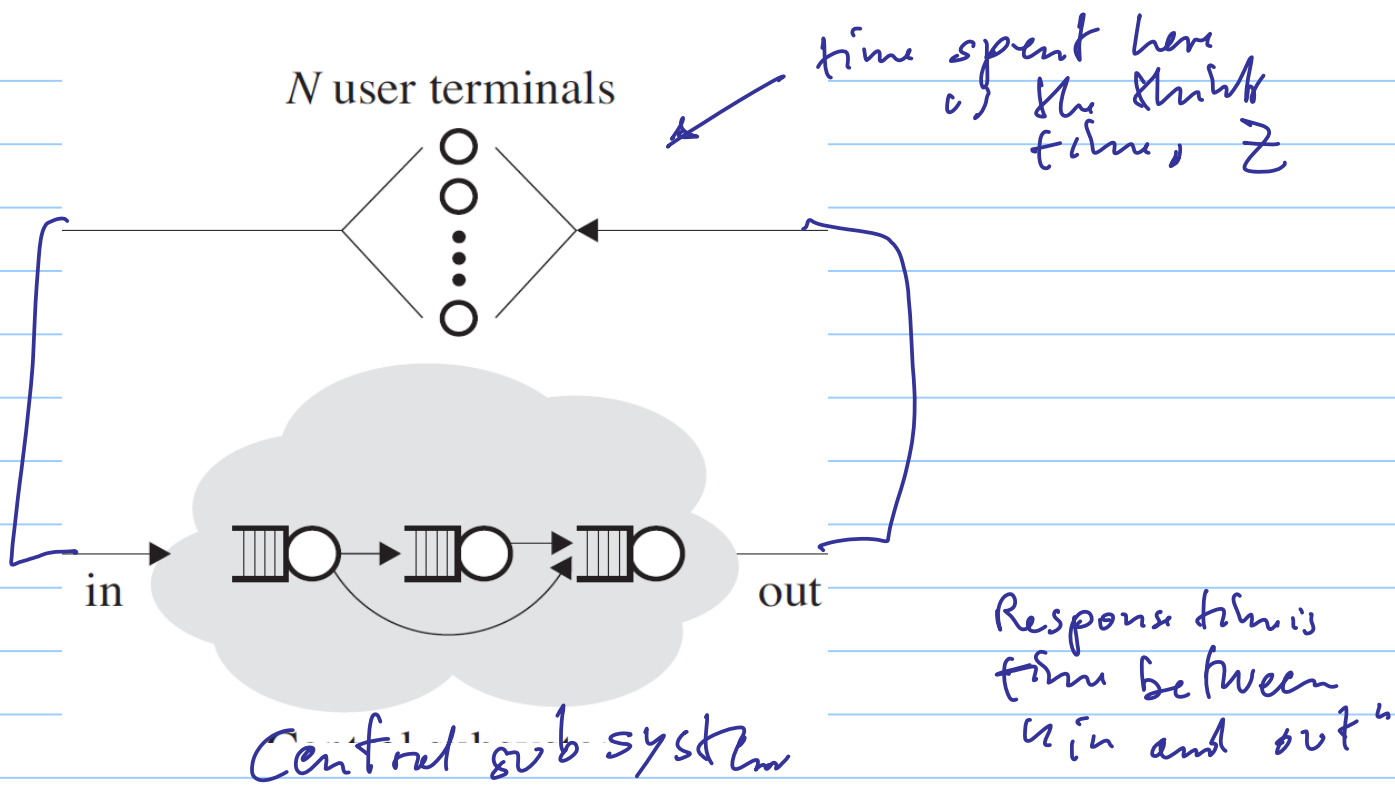 time spent here
is the think
time, Z
N user terminals
in
out
Response time is
time between
"in and out"
Central subsystem